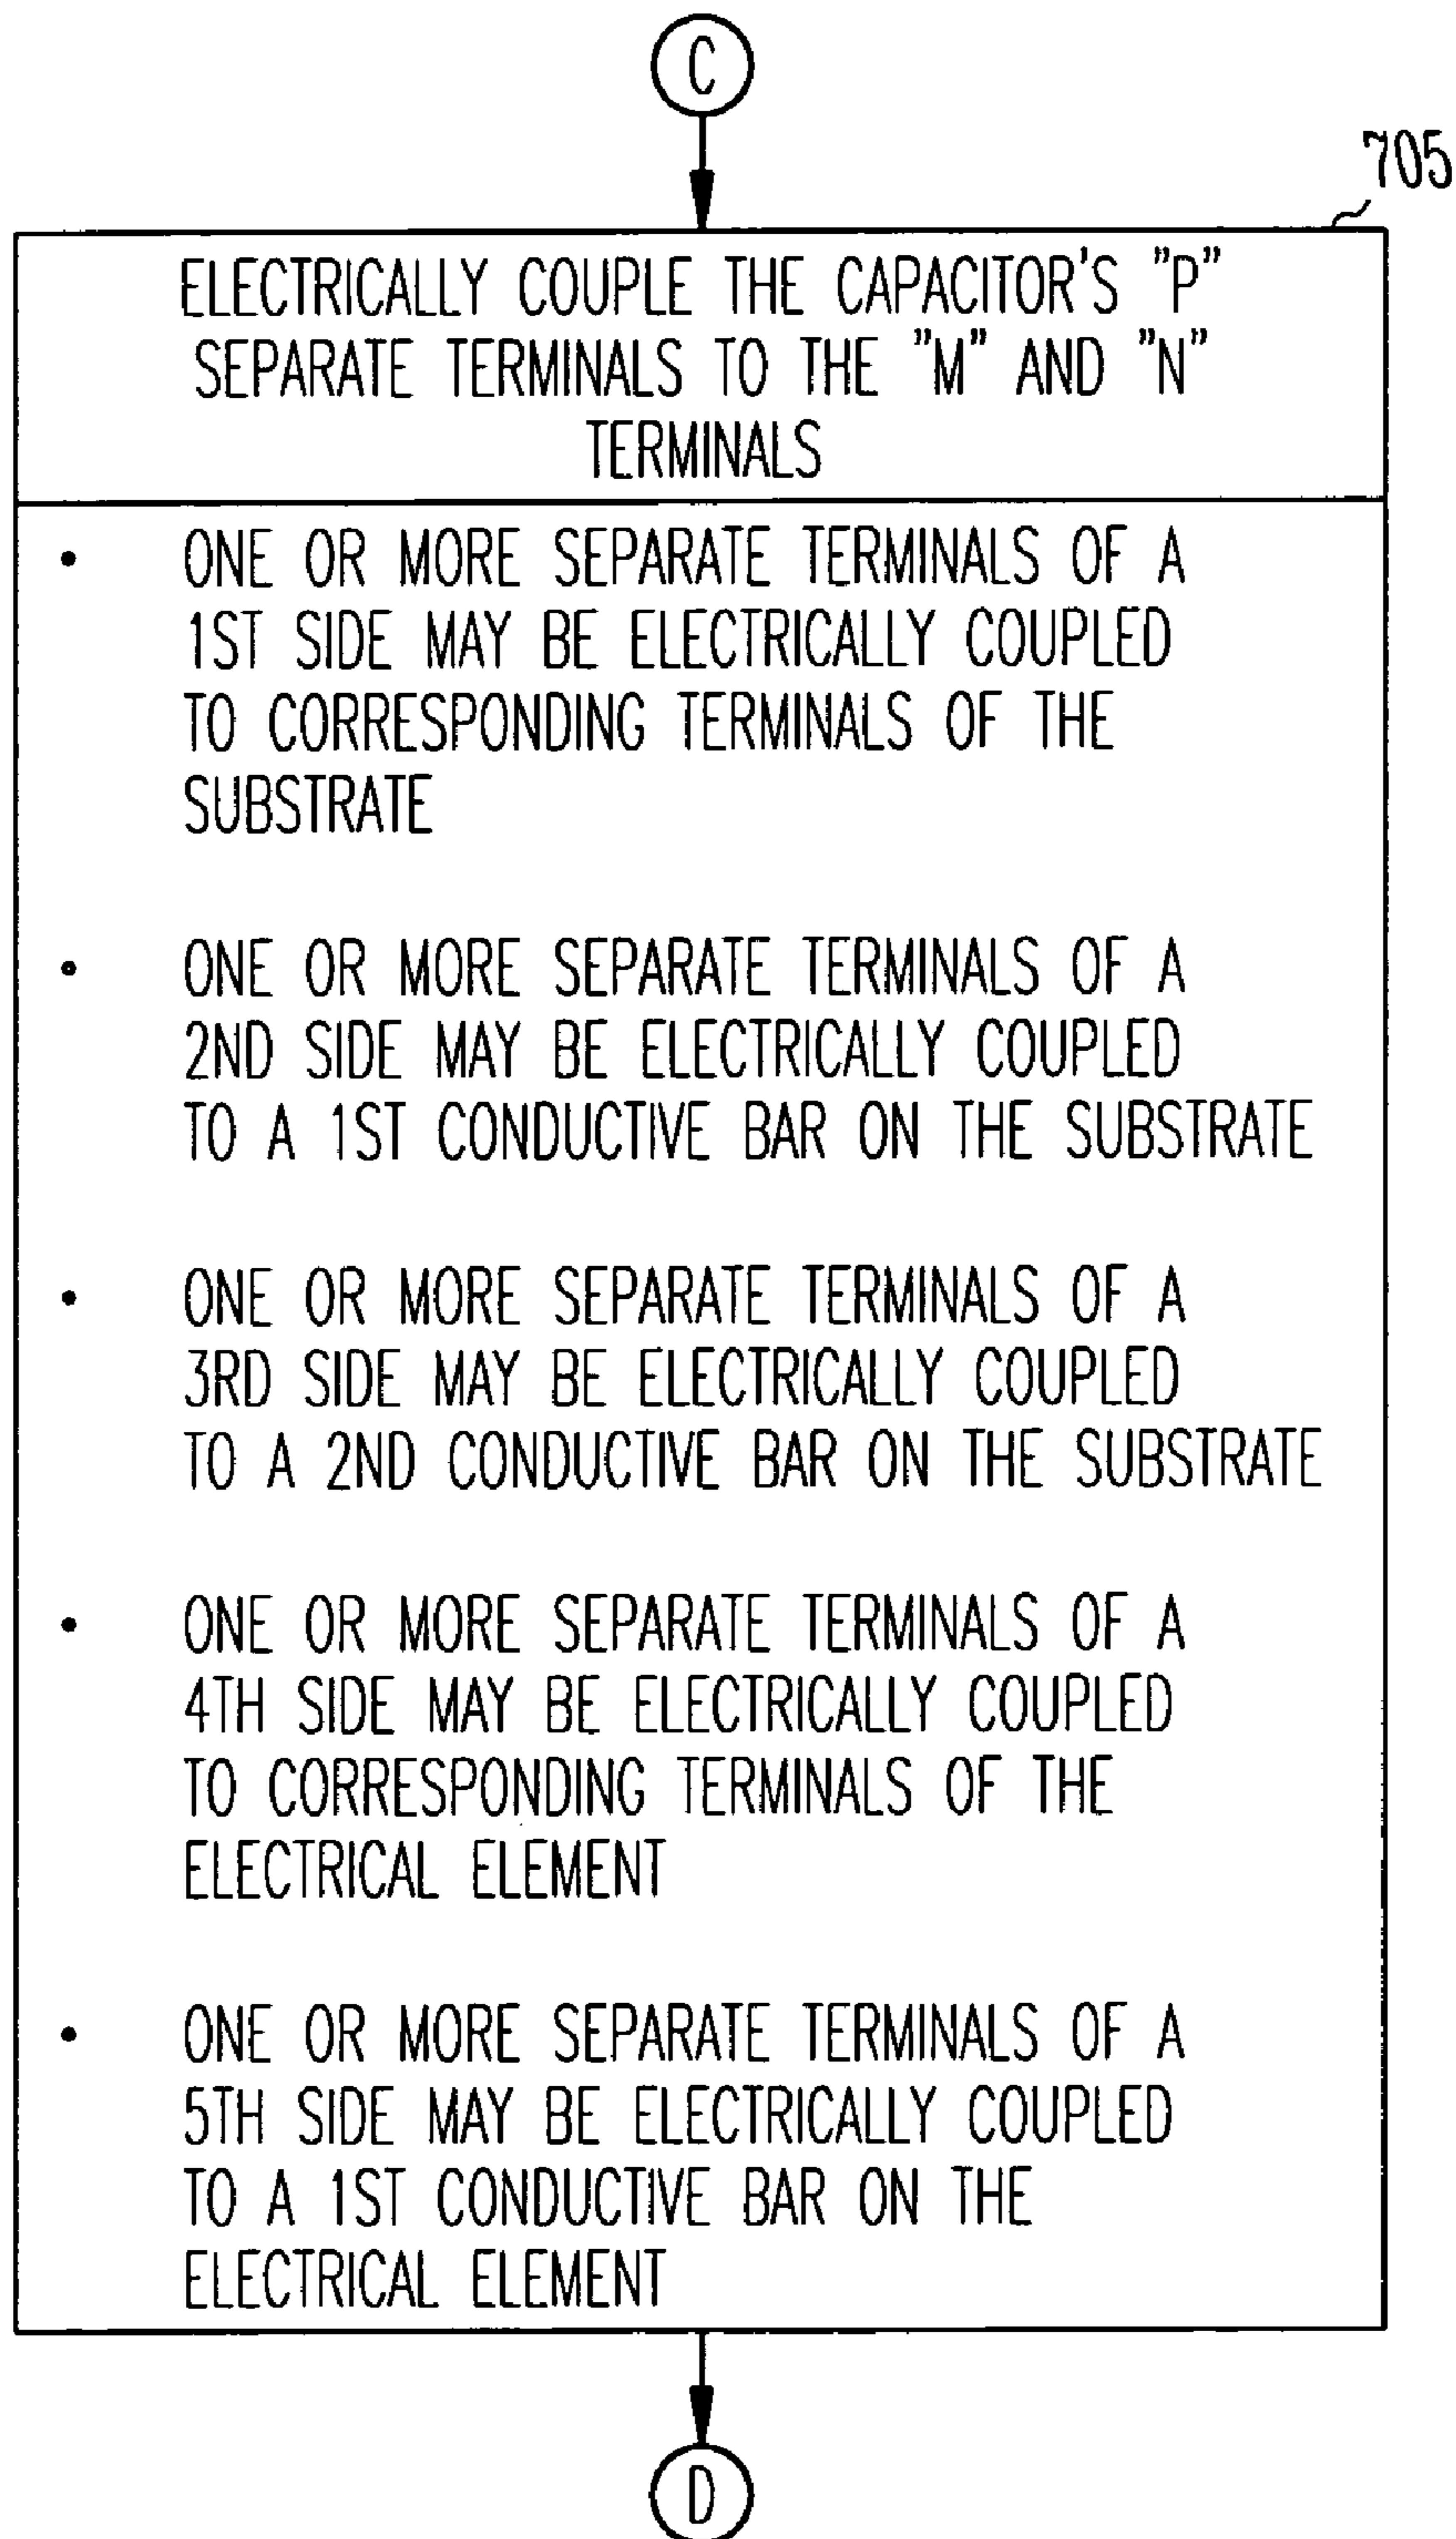 C
705
ELECTRICALLY COUPLE THE CAPACITOR'S "P"
SEPARATE TERMINALS TO THE "M" AND "N"
TERMINALS
• ONE OR MORE SEPARATE TERMINALS OF A
1ST SIDE MAY BE ELECTRICALLY COUPLED
TO CORRESPONDING TERMINALS OF THE
SUBSTRATE
• ONE OR MORE SEPARATE TERMINALS OF A
2ND SIDE MAY BE ELECTRICALLY COUPLED
TO A 1ST CONDUCTIVE BAR ON THE SUBSTRATE
• ONE OR MORE SEPARATE TERMINALS OF A
3RD SIDE MAY BE ELECTRICALLY COUPLED
TO A 2ND CONDUCTIVE BAR ON THE SUBSTRATE
• ONE OR MORE SEPARATE TERMINALS OF A
4TH SIDE MAY BE ELECTRICALLY COUPLED
TO CORRESPONDING TERMINALS OF THE
ELECTRICAL ELEMENT
• ONE OR MORE SEPARATE TERMINALS OF A
5TH SIDE MAY BE ELECTRICALLY COUPLED
TO A 1ST CONDUCTIVE BAR ON THE
ELECTRICAL ELEMENT
D